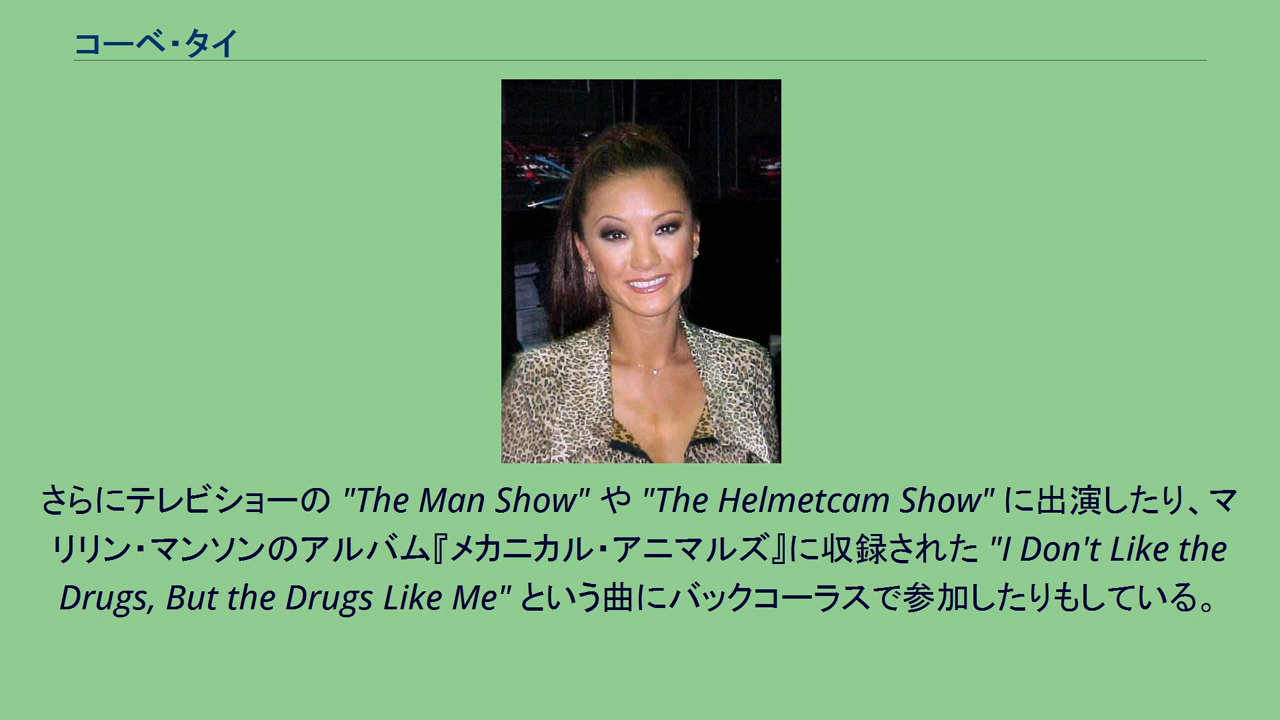 コーベ・タイ
さらにテレビショーの "The Man Show" や "The Helmetcam Show" に出演したり、マ
リリン・マンソンのアルバム『メカニカル・アニマルズ』に収録された "I Don't Like the
Drugs, But the Drugs Like Me" という曲にバックコーラスで参加したりもしている。